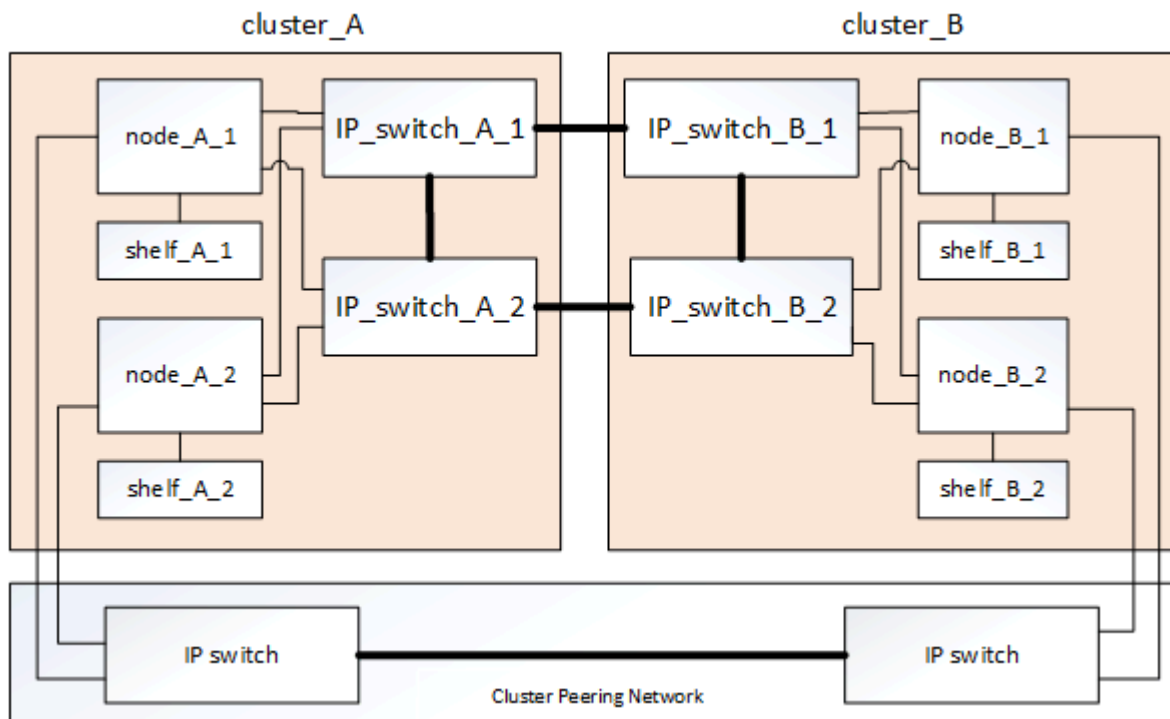 cluster_A
cluster_B
node_A_1
IP_switch_A_1
IP_switch_B_1
node_B_1
shelf_A_1
shelf_B_1
IP_switch_A_2
IP_switch_B_2
node_A_2
node_B_2
shelf_A_2
shelf_B_2
IP switch
IP switch
Cluster Peering Network